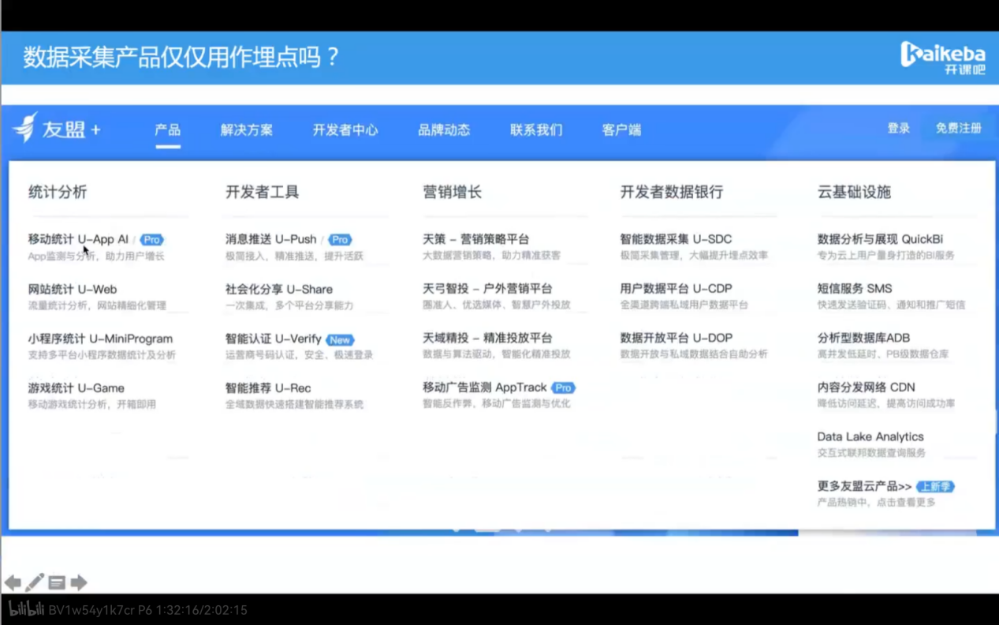 数据采集产品仅仅用作埋点吗？
kaikeba
开课吧
友盟+
产品
解决方案
开发者中心
品牌动态
联系我们
客户端
登录
免费注册
统计分析
移动统计 U-App AI / Pro
App监测与分析，助力用户增长
网站统计 U-Web
流量统计分析，网站精细化管理
小程序统计 U-MiniProgram
支持多平台小程序数据统计及分析
游戏统计 U-Game
移动游戏统计分析，开箱即用
开发者工具
消息推送 U-Push / Pro
极简接入，精准推送，提升活跃
社会化分享 U-Share
一次集成，多个平台分享能力
智能认证 U-Verify New
运营商号码认证，安全、极速登录
智能推荐 U-Rec
全域数据快速搭建智能推荐系统
营销增长
天策 - 营销策略平台
大数据营销策略，助力精准获客
天弓智投 - 户外营销平台
圈准人、优选媒体、智慧户外投放
天域精投 - 精准投放平台
数据与算法驱动，智能化精准投放
移动广告监测 AppTrack Pro
智能反作弊，移动广告监测与优化
开发者数据银行
智能数据采集 U-SDC
极简采集管理，大幅提升埋点效率
用户数据平台 U-CDP
全渠道跨端私域用户数据平台
数据开放平台 U-DOP
数据开放与私域数据结合自助分析
云基础设施
数据分析与展现 QuickBi
专为云上用户量身打造的BI服务
短信服务 SMS
快速发送验证码、通知和推广短信
分析型数据库ADB
高并发低延时、PB级数据仓库
内容分发网络 CDN
降低访问延迟，提高访问成功率
Data Lake Analytics
交互式联邦数据查询服务
更多友盟云产品>> 上新季
产品热销中，点击查看更多
bilibili BV1w54y1k7cr P6 1:32:16/2:02:15